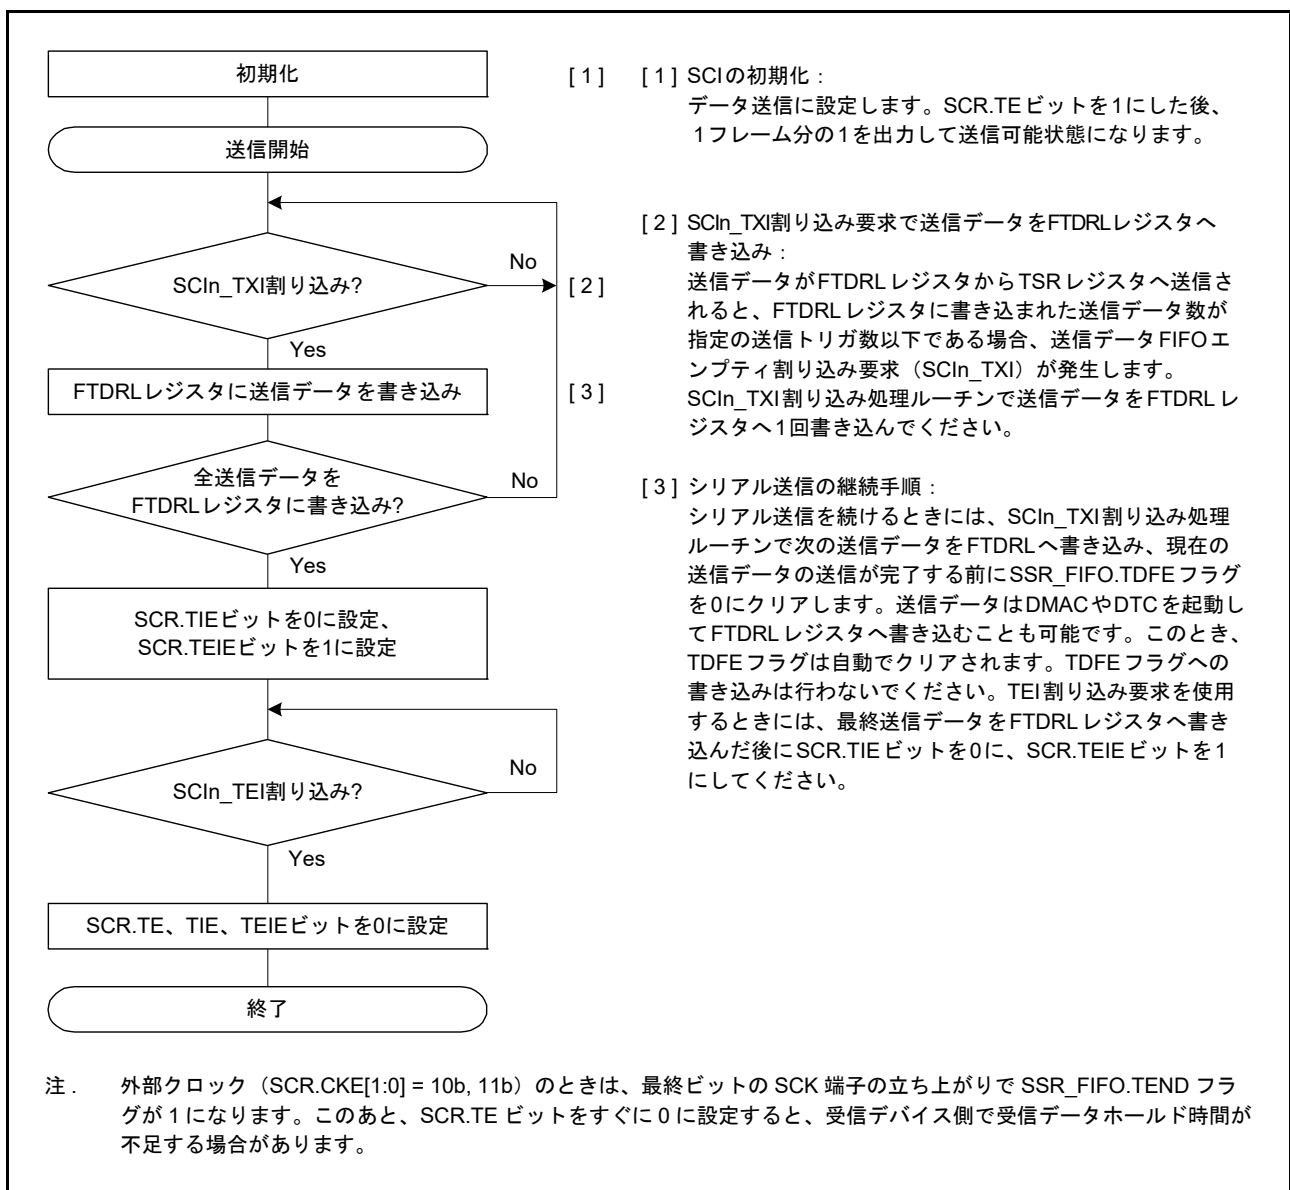 初期化
[ 1 ]
送信開始
SCIn_TXI割り込み?
No
[ 2 ]
Yes
FTDRLレジスタに送信データを書き込み
[ 3 ]
全送信データを
FTDRLレジスタに書き込み?
No
Yes
SCR.TIEビットを0に設定、
SCR.TEIEビットを1に設定
SCIn_TEI割り込み?
No
Yes
SCR.TE、TIE、TEIEビットを0に設定
終了
[ 1 ] SCIの初期化：
データ送信に設定します。SCR.TEビットを1にした後、
1フレーム分の1を出力して送信可能状態になります。
[ 2 ] SCIn_TXI割り込み要求で送信データをFTDRLレジスタへ
書き込み：
送信データがFTDRLレジスタからTSRレジスタへ送信さ
れると、FTDRLレジスタに書き込まれた送信データ数が
指定の送信トリガ数以下である場合、送信データFIFOエ
ンプティ割り込み要求（SCIn_TXI）が発生します。
SCIn_TXI割り込み処理ルーチンで送信データをFTDRLレ
ジスタへ1回書き込んでください。
[ 3 ] シリアル送信の継続手順：
シリアル送信を続けるときには、SCIn_TXI割り込み処理
ルーチンで次の送信データをFTDRLへ書き込み、現在の
送信データの送信が完了する前にSSR_FIFO.TDFEフラグ
を0にクリアします。送信データはDMACやDTCを起動し
てFTDRLレジスタへ書き込むことも可能です。このとき、
TDFEフラグは自動でクリアされます。TDFEフラグへの
書き込みは行わないでください。TEI割り込み要求を使用
するときには、最終送信データをFTDRLレジスタへ書き
込んだ後にSCR.TIEビットを0に、SCR.TEIEビットを1
にしてください。
注． 外部クロック（SCR.CKE[1:0] = 10b, 11b）のときは、最終ビットの SCK 端子の立ち上がりで SSR_FIFO.TEND フラ
グが 1 になります。このあと、SCR.TE ビットをすぐに 0 に設定すると、受信デバイス側で受信データホールド時間が
不足する場合があります。